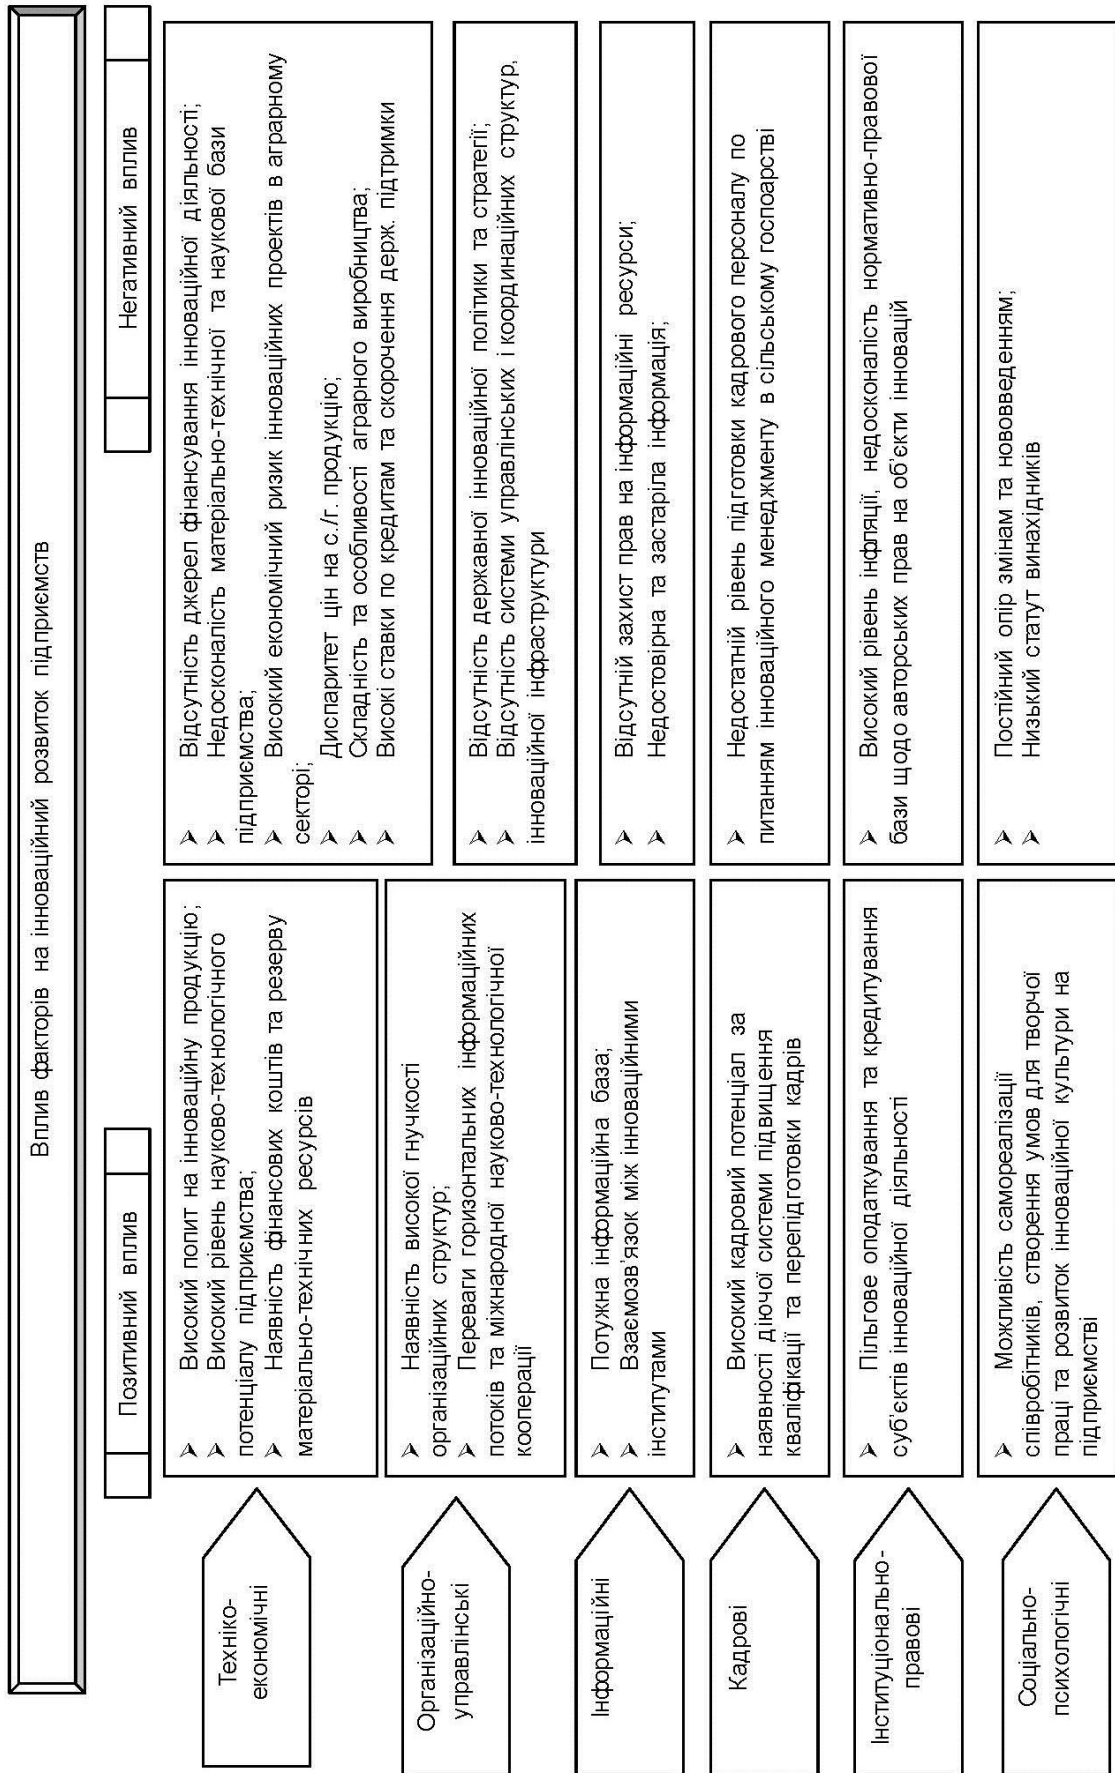 Вплив факторів на інноваційний розвиток підприємств
Позитивний вплив
Негативний вплив
Техніко-
економічні
➢ Високий попит на інноваційну продукцію;
➢ Високий рівень науково-технологічного
потенціалу підприємства;
➢ Наявність фінансових коштів та резерву
матеріально-технічних ресурсів
➢ Відсутність джерел фінансування інноваційної діяльності;
➢ Недосконалість матеріально-технічної та наукової бази
підприємства;
➢ Високий економічний ризик інноваційних проектів в аграрному
секторі;
➢ Диспаритет цін на с./г. продукцію;
➢ Складність та особливості аграрного виробництва;
➢ Високі ставки по кредитам та скорочення держ. підтримки
Організаційно-
управлінські
➢ Наявність високої гнучкості
організаційних структур;
➢ Переваги горизонтальних інформаційних
потоків та міжнародної науково-технологічної
кооперації
➢ Відсутність державної інноваційної політики та стратегії;
➢ Відсутність системи управлінських і координаційних структур,
інноваційної інфраструктури
Інформаційні
➢ Потужна інформаційна база;
➢ Взаємозв'язок між інноваційними
інститутами
➢ Відсутній захист прав на інформаційні ресурси;
➢ Недостовірна та застаріла інформація;
Кадрові
➢ Високий кадровий потенціал за
наявності діючої системи підвищення
кваліфікації та перепідготовки кадрів
➢ Недостатній рівень підготовки кадрового персоналу по
питанням інноваційного менеджменту в сільському госпоарстві
Інституціонально-
правові
➢ Пільгове оподаткування та кредитування
суб'єктів інноваційної діяльності
➢ Високий рівень інфляції, недосконалість нормативно-правової
бази щодо авторських прав на об'єкти інновацій
Соціально-
психологічні
➢ Можливість самореалізації
співробітників, створення умов для творчої
праці та розвиток інноваційної культури на
підприємстві
➢ Постійний опір змінам та нововведенням;
➢ Низький статут винахідників